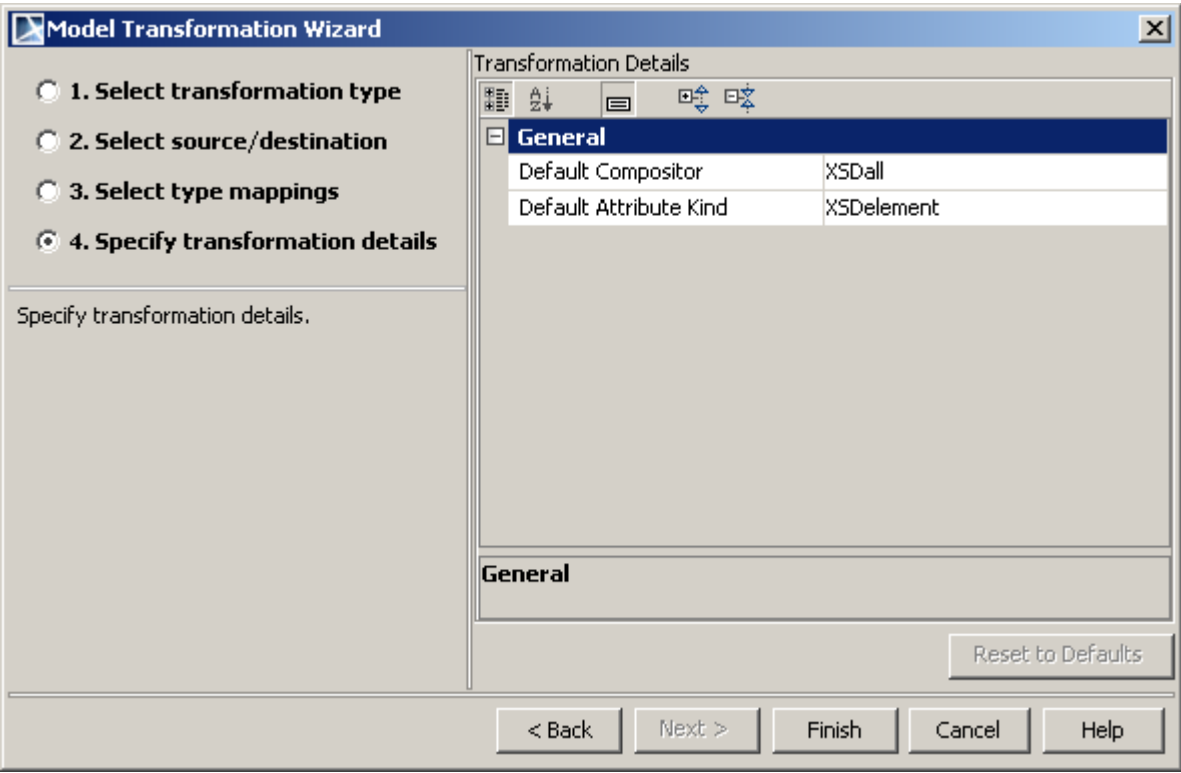 Model Transformation Wizard
1. Select transformation type
2. Select source/destination
3. Select type mappings
4. Specify transformation details
Specify transformation details.
Transformation Details
General
Default Compositor XSDall
Default Attribute Kind XSDelement
General
Reset to Defaults
< Back Next > Finish Cancel Help